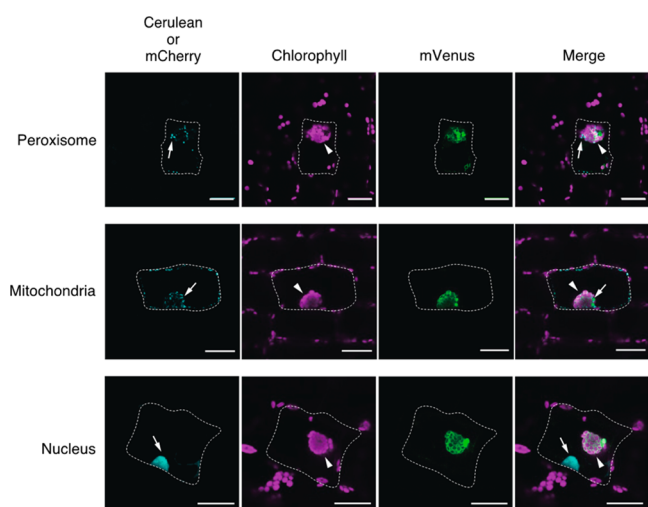 Cerulean
or
mCherry
Chlorophyll
mVenus
Merge
Peroxisome
Mitochondria
Nucleus